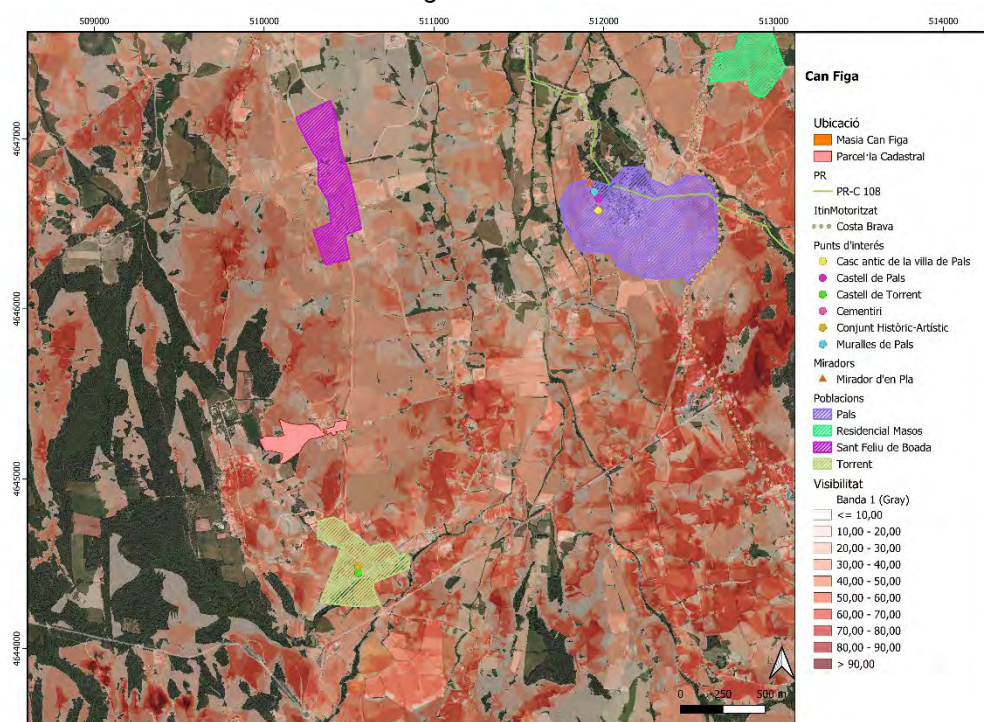 509000 510000 511000 512000 513000 514000
4647000
4646000
4645000
4644000
Can Figa
Ubicació
Masia Can Figa
Parcel·la Cadastral
PR
PR-C 108
ItinMotoritzat
Costa Brava
Punts d'interés
Casc antic de la villa de Pals
Castell de Pals
Castell de Torrent
Cementiri
Conjunt Històric-Artístic
Muralles de Pals
Miradors
Mirador d'en Pla
Poblacions
Pals
Residencial Masos
Sant Feliu de Boada
Torrent
Visibilitat
Banda 1 (Gray)
<= 10,00
10,00 - 20,00
20,00 - 30,00
30,00 - 40,00
40,00 - 50,00
50,00 - 60,00
60,00 - 70,00
70,00 - 80,00
80,00 - 90,00
> 90,00
0 250 500 m